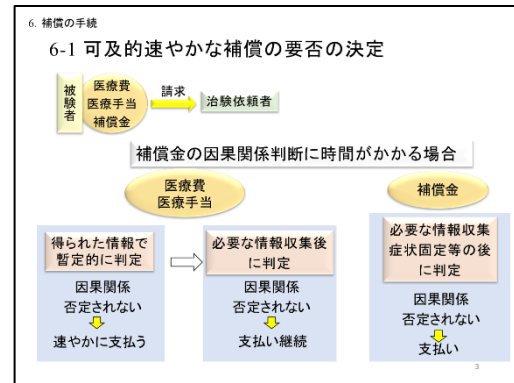 6. 補償の手続
6-1 可及的速やかな補償の要否の決定
被験者
医療費
医療手当
補償金
請求
治験依頼者
補償金の因果関係判断に時間がかかる場合
医療費
医療手当
補償金
得られた情報で
暫定的に判定
因果関係
否定されない
速やかに支払う
必要な情報収集後
に判定
因果関係
否定されない
支払い継続
必要な情報収集
症状固定等の後
に判定
因果関係
否定されない
支払い
3